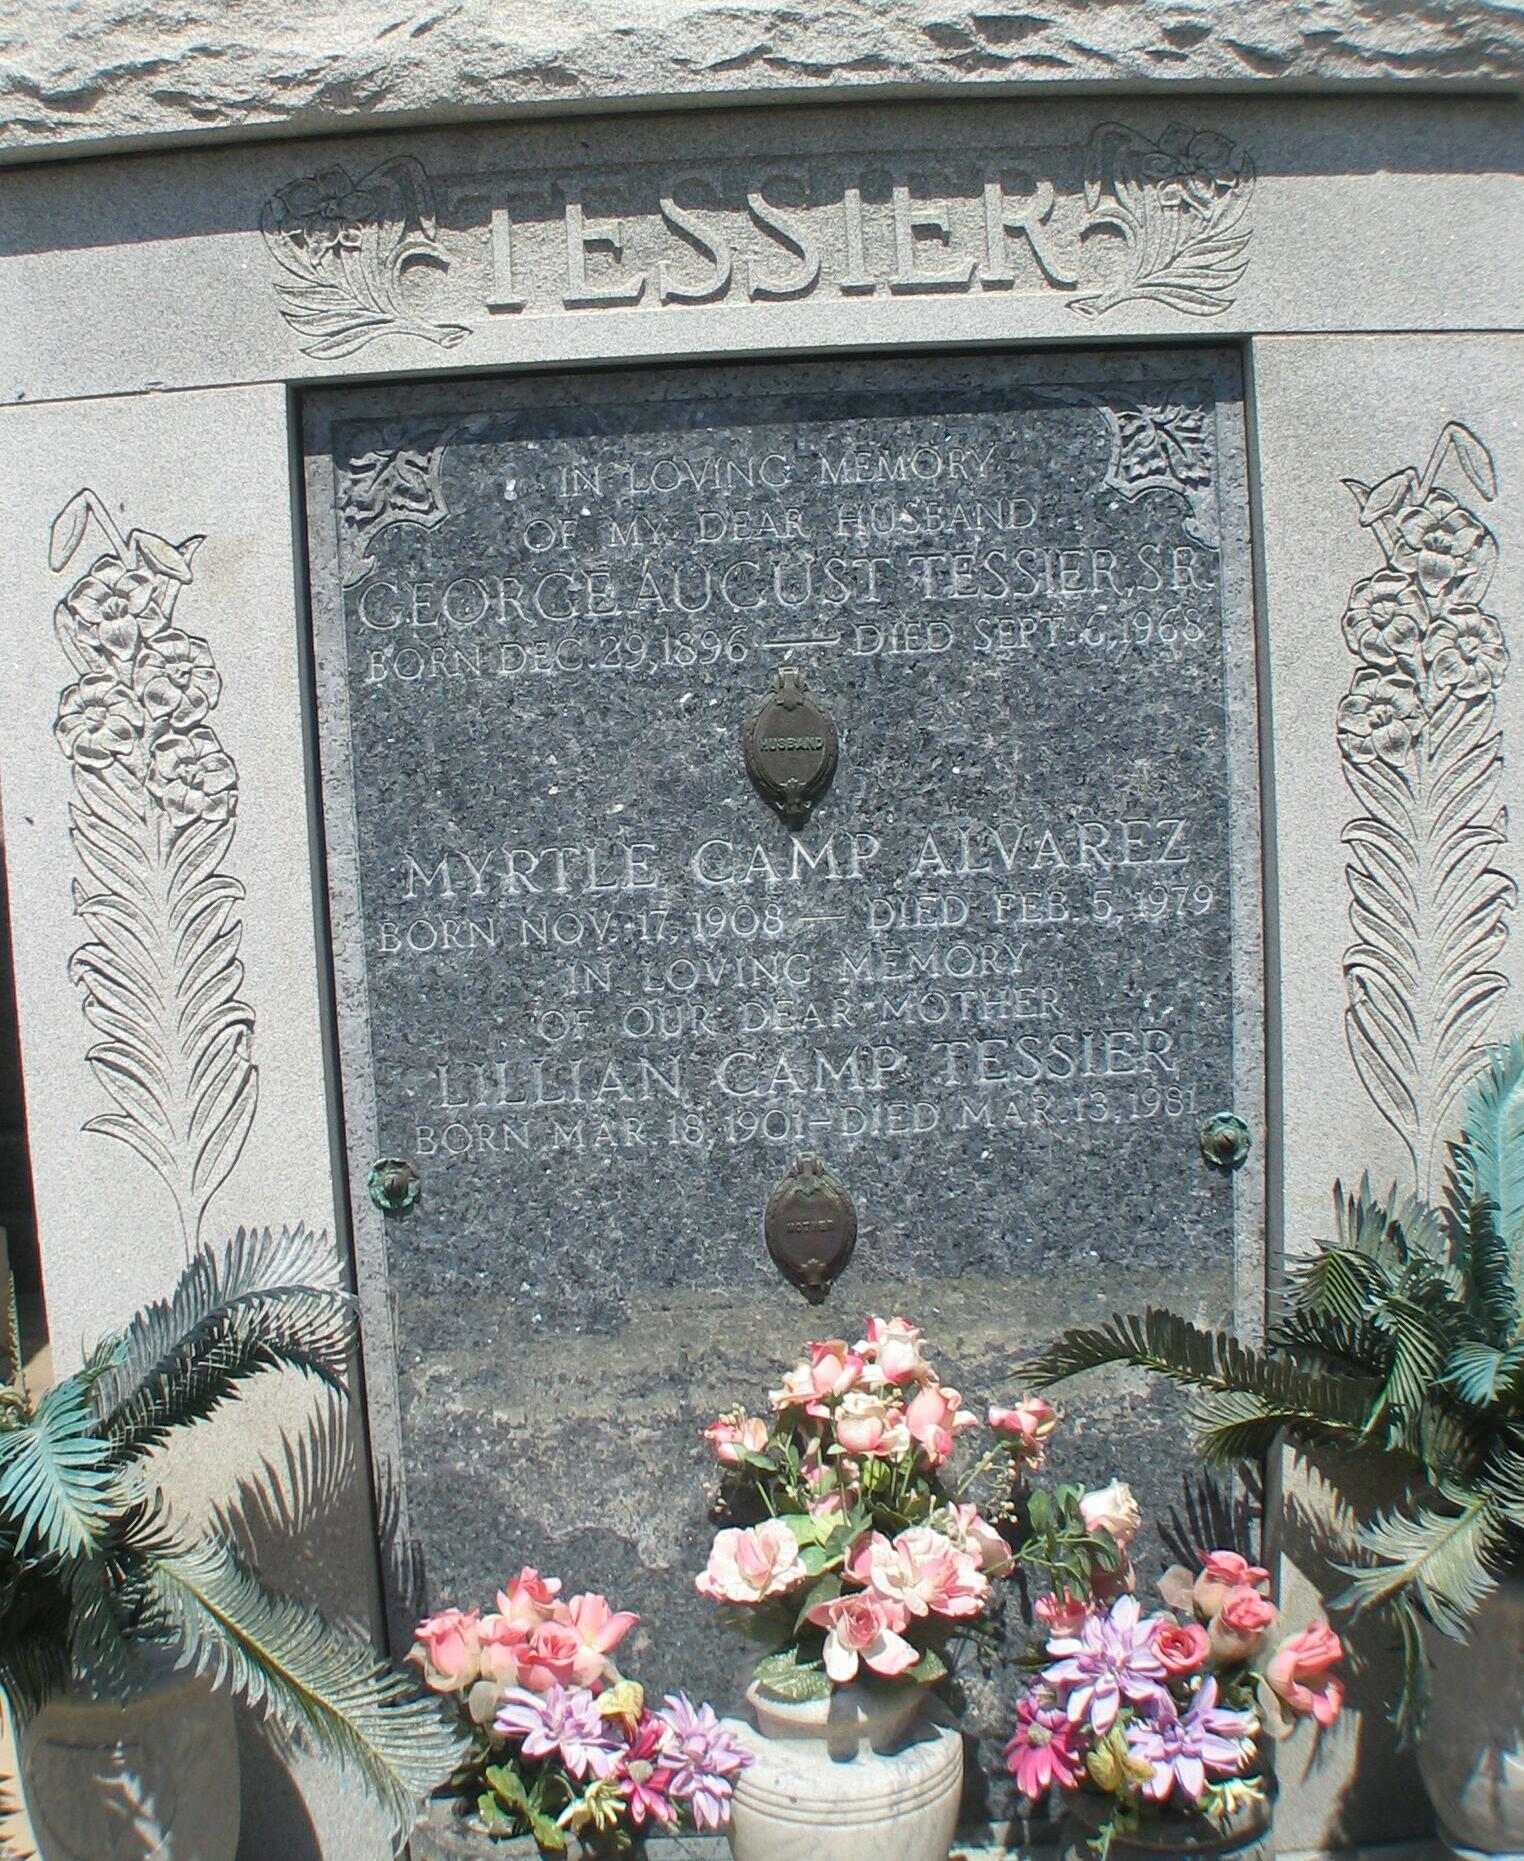 TESSIER
IN LOVING MEMORY
OF MY DEAR HUSBAND
GEORGE AUGUST TESSIER, SR.
BORN DEC. 29, 1896 — DIED SEPT. 6, 1968
HUSBAND
MYRTLE CAMP ALVAREZ
BORN NOV. 17, 1908 — DIED FEB. 5, 1979
IN LOVING MEMORY
OF OUR DEAR MOTHER
LILLIAN CAMP TESSIER
BORN MAR. 18, 1901 – DIED MAR. 13, 1981
MOTHER